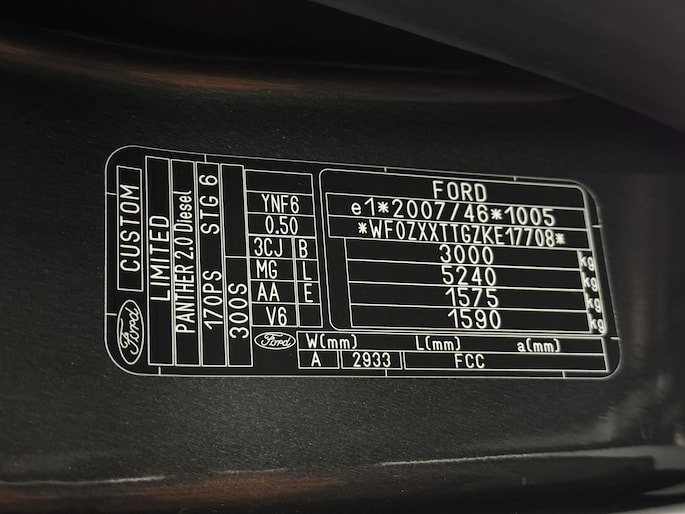 Ford
CUSTOM
LIMITED
PANTHER 2.0 Diesel
170PS STG 6
300S
YNF6
0.50
3CJ B
MG L
AA E
V6
FORD
e1*2007/46*1005
*WF0ZXXTTGZKE17708*
3000 kg
5240 kg
1575 kg
1590 kg
Ford
W(mm) L(mm) a(mm)
A 2933 FCC